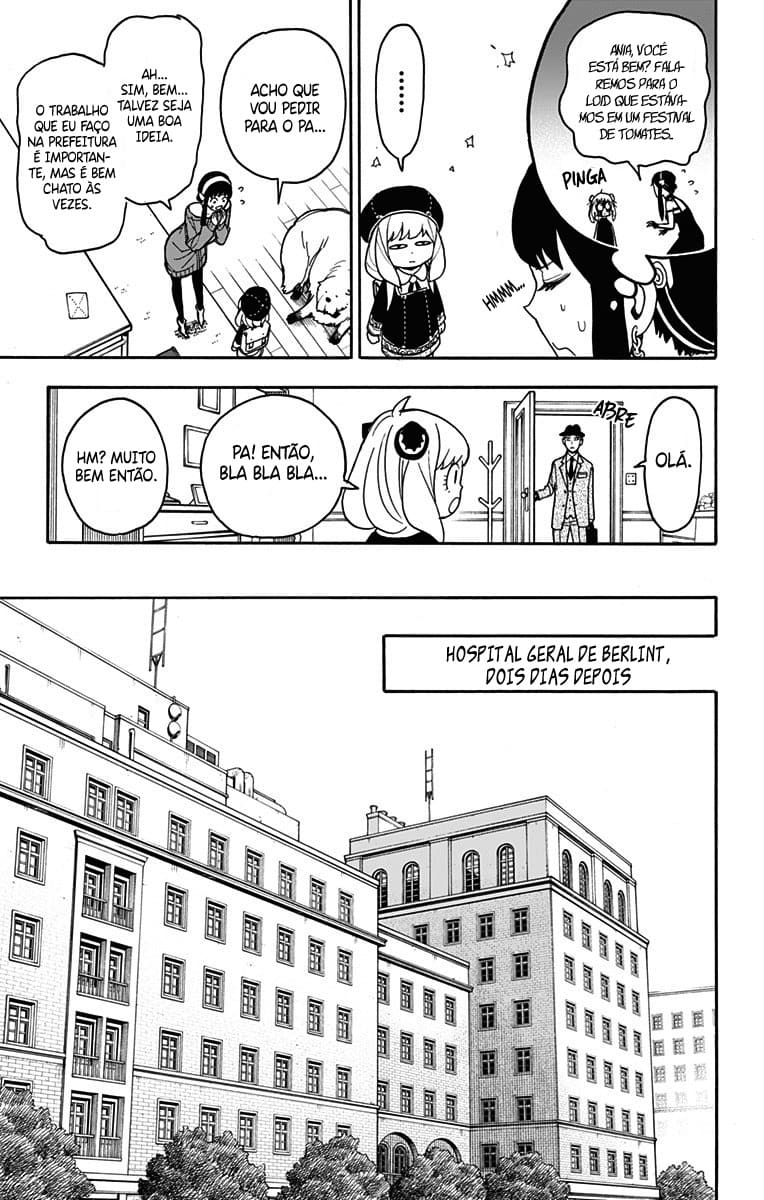 ANIA, VOCÊ
ESTÁ BEM? FALA-
REMOS PARA O
LOID QUE ESTÁVA-
MOS EM UM FESTIVAL
DE TOMATES.
PINGA
HMMM...
......
ACHO QUE
VOU PEDIR
PARA O PA...
AH...
SIM, BEM...
TALVEZ SEJA
UMA BOA
IDEIA.
O TRABALHO
QUE EU FAÇO
NA PREFEITURA
É IMPORTAN-
TE, MAS É BEM
CHATO ÀS
VEZES.
ABRE
OLÁ.
PA! ENTÃO,
BLA BLA BLA...
HM? MUITO
BEM ENTÃO.
HOSPITAL GERAL DE BERLINT,
DOIS DIAS DEPOIS